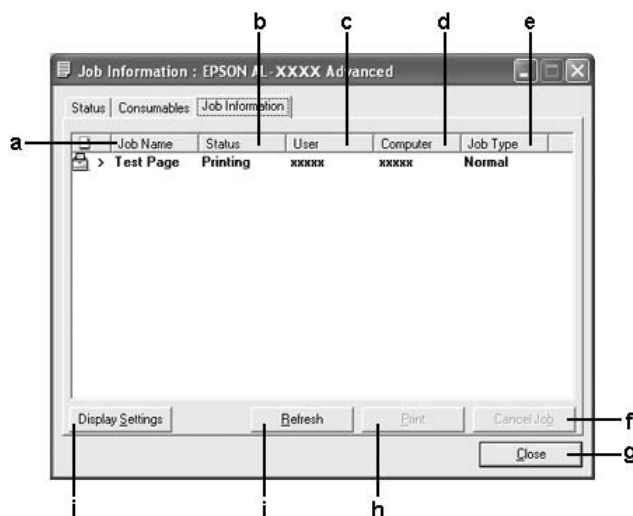 b c d e
Job Information : EPSON AL-XXXX Advanced
Status Consumables Job Information
a
Job Name Status User Computer Job Type
> Test Page Printing xxxxx xxxxx Normal
Display Settings Refresh Print Cancel Job
f
Close
g
j i h